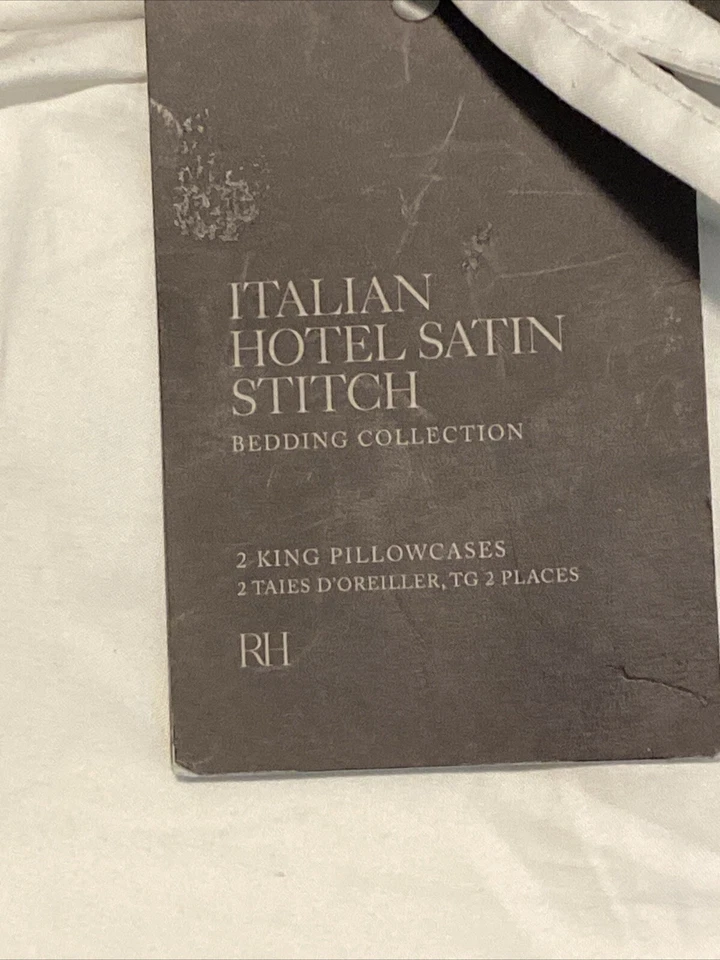 ITALIAN
HOTEL SATIN
STITCH
BEDDING COLLECTION
2 KING PILLOWCASES
2 TAIES D'OREILLER, TG 2 PLACES
RH